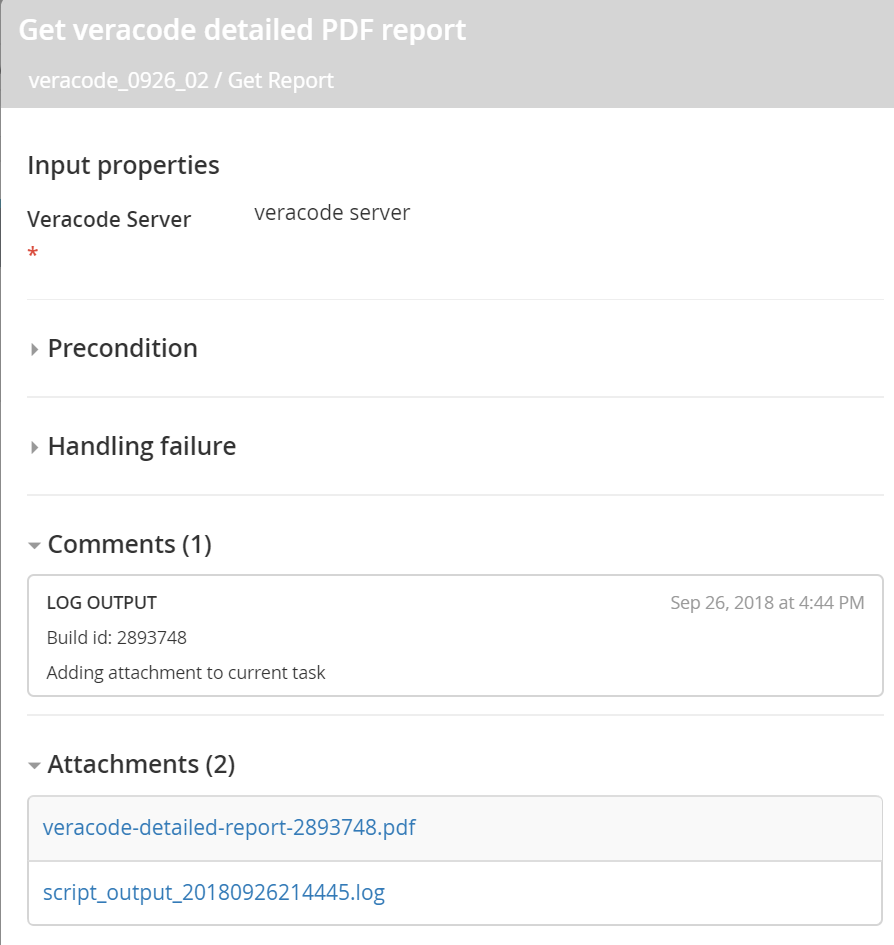 Get veracode detailed PDF report
veracode_0926_02 / Get Report
Input properties
Veracode Server
*
veracode server
Precondition
Handling failure
Comments (1)
LOG OUTPUT
Sep 26, 2018 at 4:44 PM
Build id: 2893748
Adding attachment to current task
Attachments (2)
veracode-detailed-report-2893748.pdf
script_output_20180926214445.log